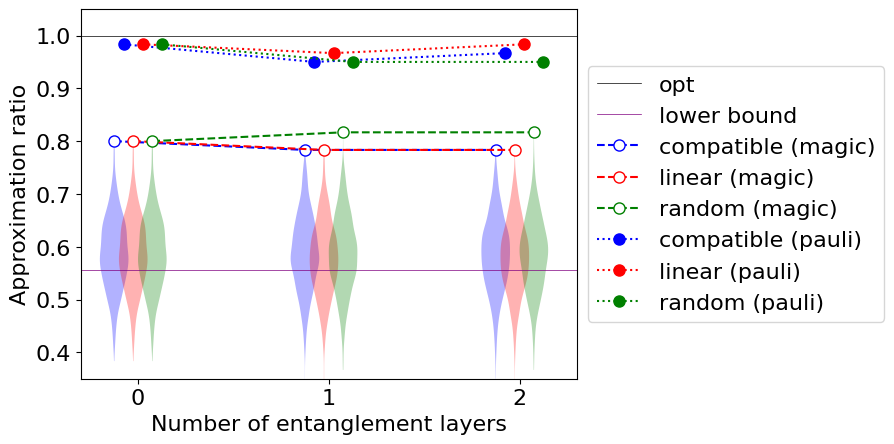 1.0
0.9
0.8
0.7
0.6
0.5
0.4
Approximation ratio
0 1 2
Number of entanglement layers
opt
lower bound
compatible (magic)
linear (magic)
random (magic)
compatible (pauli)
linear (pauli)
random (pauli)